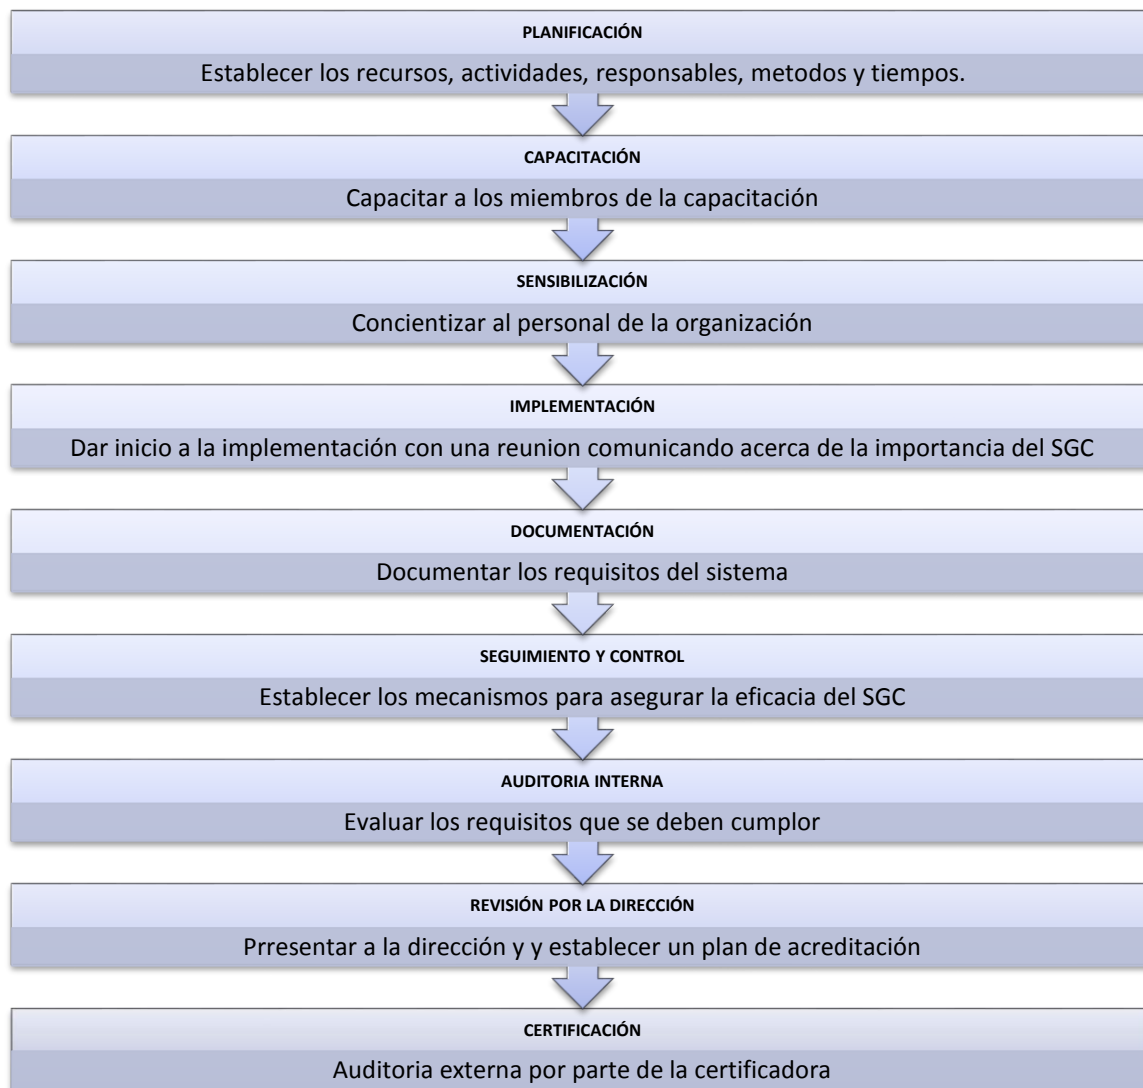 PLANIFICACIÓN
Establecer los recursos, actividades, responsables, metodos y tiempos.
CAPACITACIÓN
Capacitar a los miembros de la capacitación
SENSIBILIZACIÓN
Concientizar al personal de la organización
IMPLEMENTACIÓN
Dar inicio a la implementación con una reunion comunicando acerca de la importancia del SGC
DOCUMENTACIÓN
Documentar los requisitos del sistema
SEGUIMIENTO Y CONTROL
Establecer los mecanismos para asegurar la eficacia del SGC
AUDITORIA INTERNA
Evaluar los requisitos que se deben cumplor
REVISIÓN POR LA DIRECCIÓN
Prresentar a la dirección y y establecer un plan de acreditación
CERTIFICACIÓN
Auditoria externa por parte de la certificadora